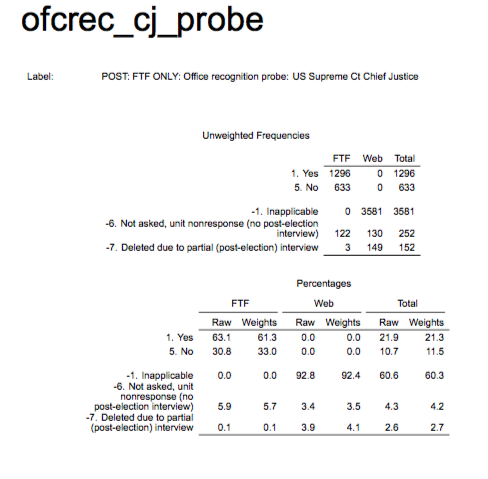 ofcrec_cj_probe
Label: POST: FTF ONLY: Office recognition probe: US Supreme Ct Chief Justice
Unweighted Frequencies
FTF Web Total
1. Yes 1296 0 1296
5. No 633 0 633
-1. Inapplicable 0 3581 3581
-6. Not asked, unit nonresponse (no post-election
interview) 122 130 252
-7. Deleted due to partial (post-election) interview 3 149 152
Percentages
FTF Web Total
Raw Weights Raw Weights Raw Weights
1. Yes 63.1 61.3 0.0 0.0 21.9 21.3
5. No 30.8 33.0 0.0 0.0 10.7 11.5
-1. Inapplicable 0.0 0.0 92.8 92.4 60.6 60.3
-6. Not asked, unit
nonresponse (no
post-election interview) 5.9 5.7 3.4 3.5 4.3 4.2
-7. Deleted due to partial
(post-election) interview 0.1 0.1 3.9 4.1 2.6 2.7